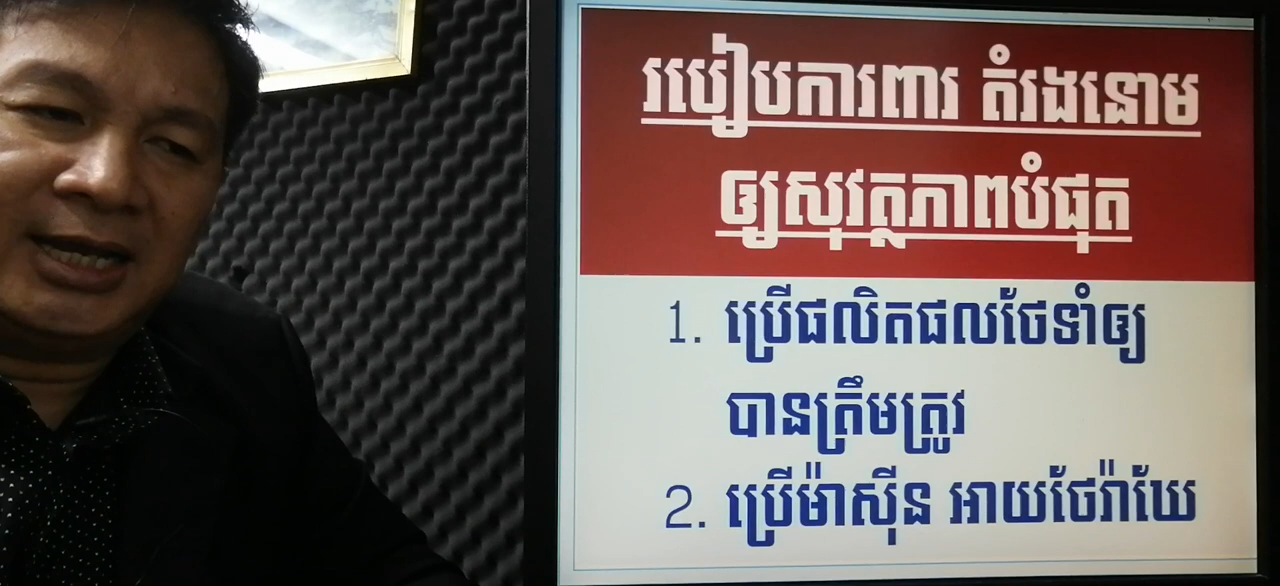 របៀបការពារ តំរងនោម
ឲ្យសុវត្ថភាពបំផុត
1. ប្រើផលិតផលថែទាំឲ្យ
បានត្រឹមត្រូវ
2. ប្រើម៉ាស៊ីន អាយថែរ៉ាឃែ